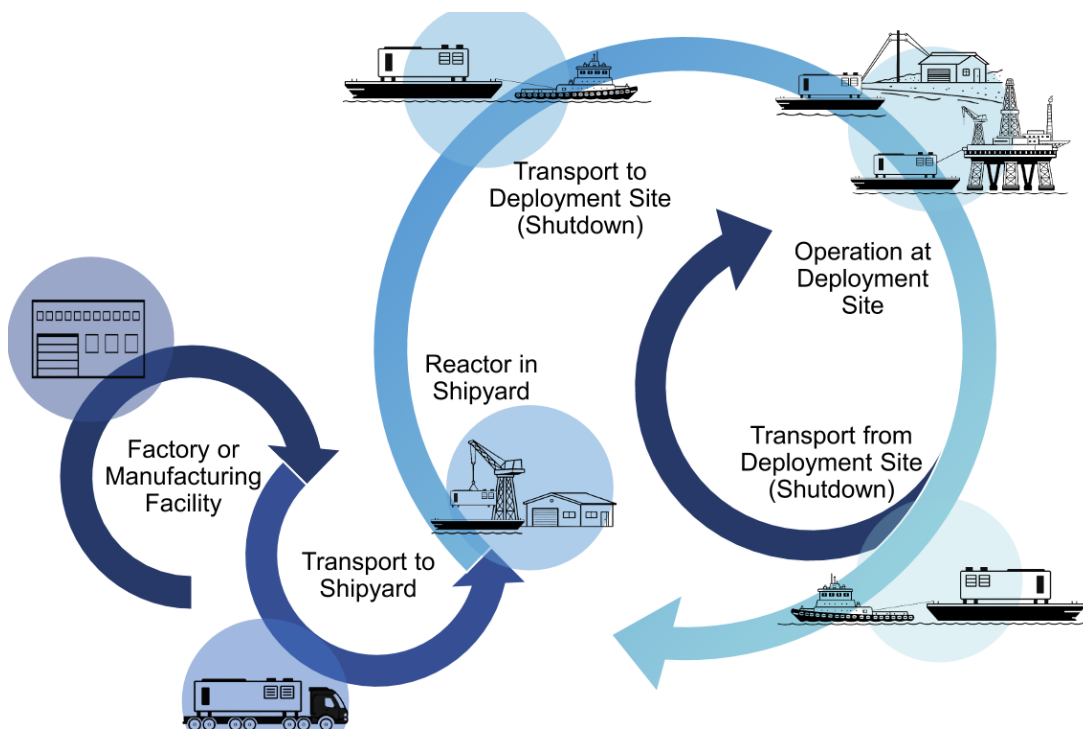 Transport to
Deployment Site
(Shutdown)
Operation at
Deployment
Site
Reactor in
Shipyard
Factory or
Manufacturing
Facility
Transport from
Deployment Site
(Shutdown)
Transport to
Shipyard